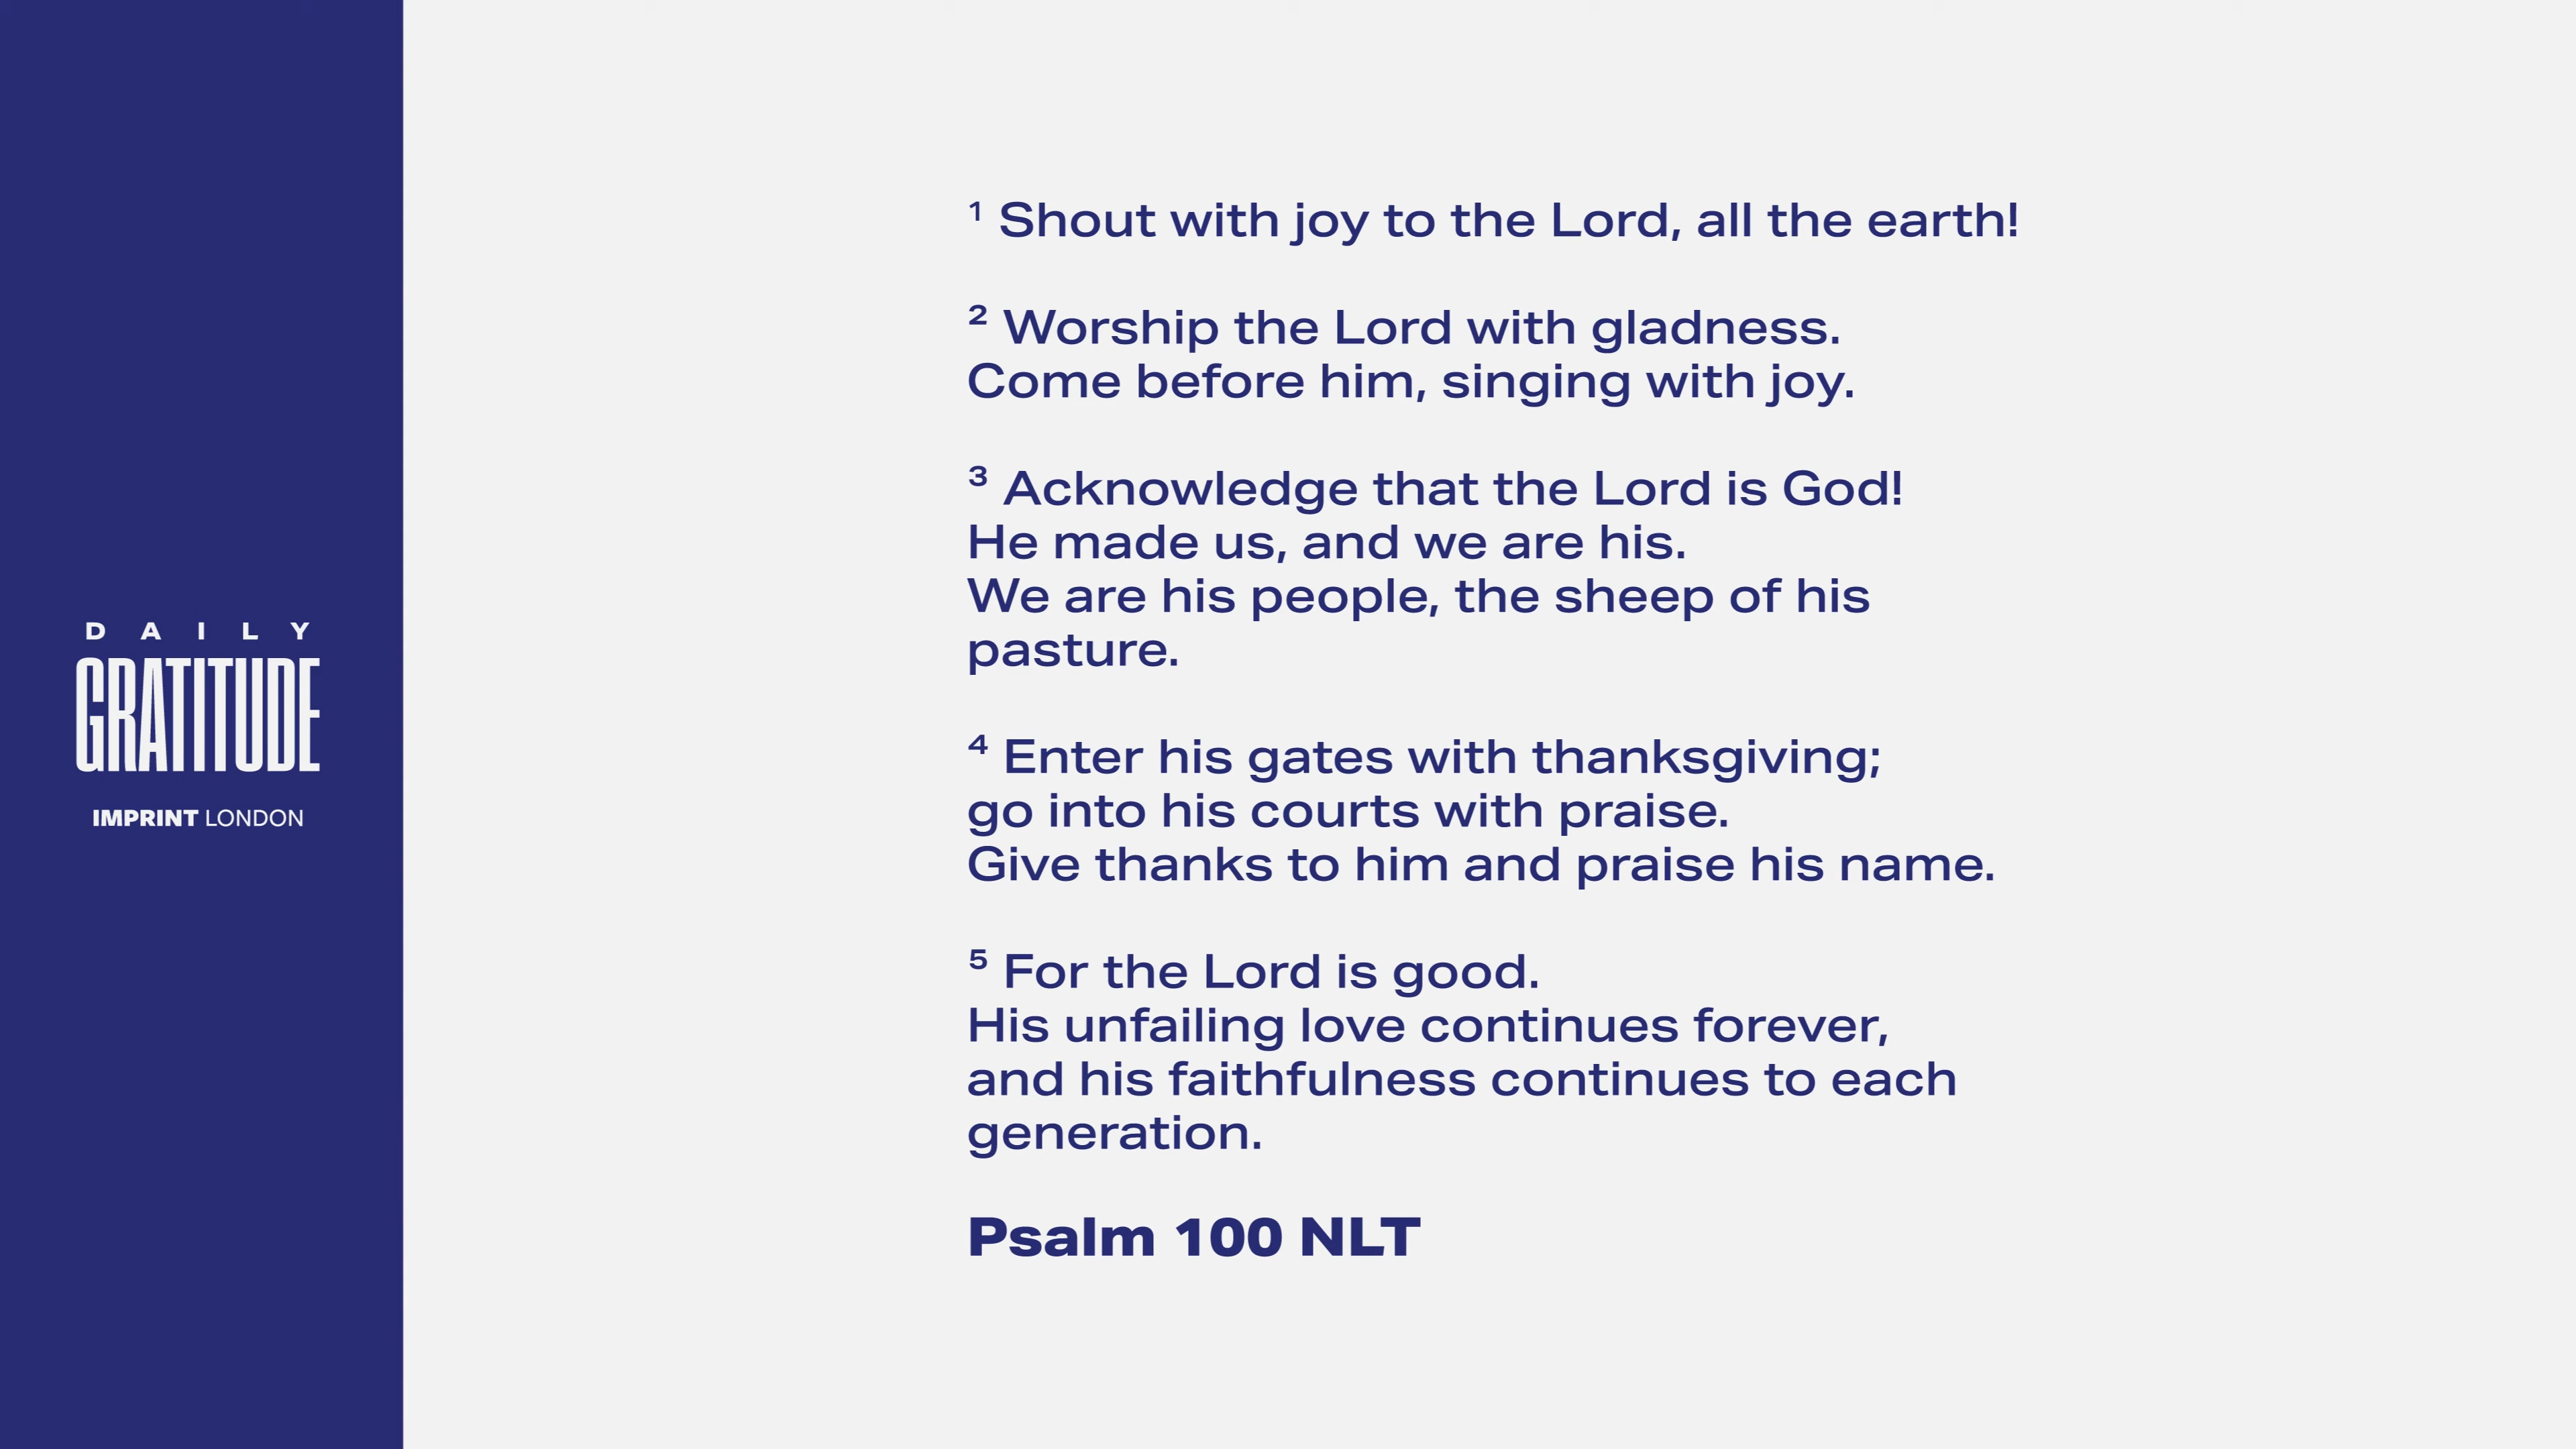 DAILY
GRATITUDE
IMPRINT LONDON
¹ Shout with joy to the Lord, all the earth!
² Worship the Lord with gladness.
Come before him, singing with joy.
³ Acknowledge that the Lord is God!
He made us, and we are his.
We are his people, the sheep of his
pasture.
⁴ Enter his gates with thanksgiving;
go into his courts with praise.
Give thanks to him and praise his name.
⁵ For the Lord is good.
His unfailing love continues forever,
and his faithfulness continues to each
generation.
Psalm 100 NLT